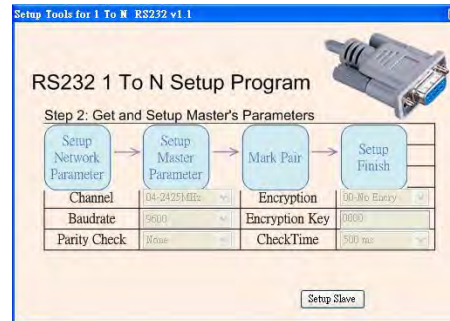 Setup Tools for 1 To N RS232 v1.1
RS232 1 To N Setup Program
Step 2: Get and Setup Master's Parameters
Setup Network Parameter
Setup Master Parameter
Mark Pair
Setup Finish
Channel 04-2425MHz Encryption 00-No Encry
Baudrate 9600 Encryption Key 0000
Parity Check None CheckTime 500 ms
Setup Slave